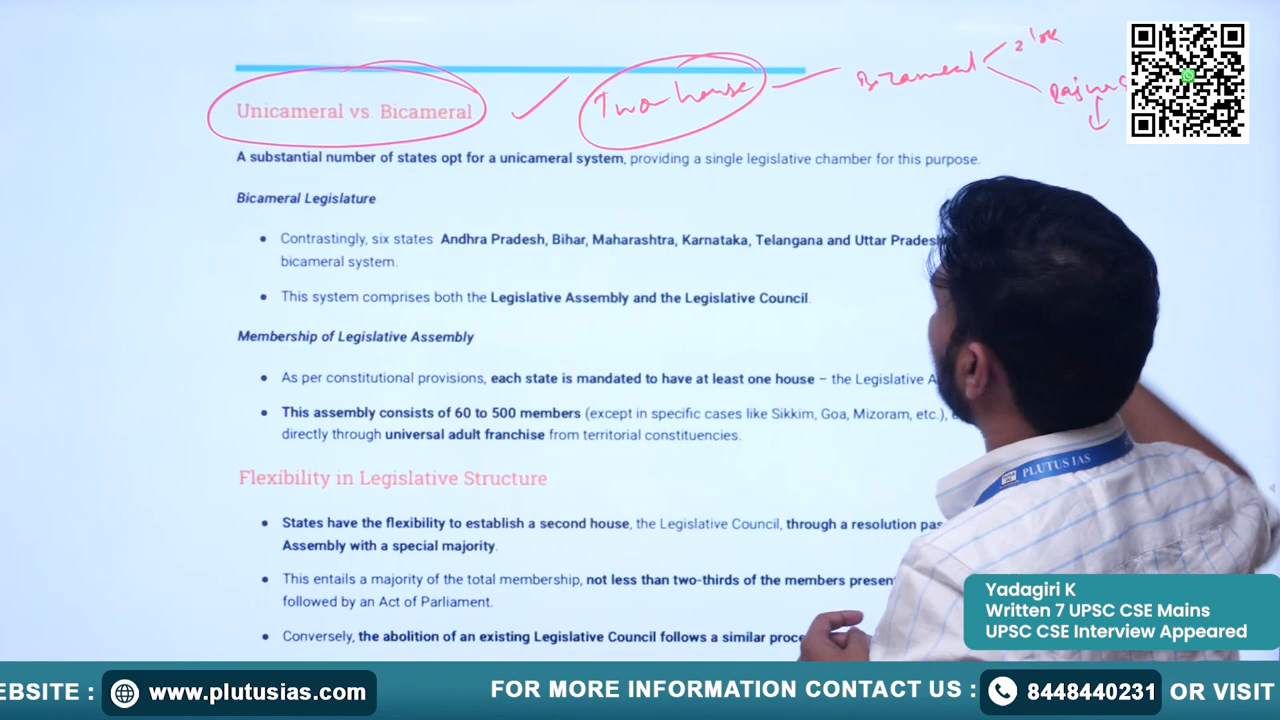 Unicameral vs. Bicameral
Two-house
Bicameral
A substantial number of states opt for a unicameral system, providing a single legislative chamber for this purpose.
Bicameral Legislature
• Contrastingly, six states Andhra Pradesh, Bihar, Maharashtra, Karnataka, Telangana and Uttar Prades
bicameral system.
• This system comprises both the Legislative Assembly and the Legislative Council.
Membership of Legislative Assembly
• As per constitutional provisions, each state is mandated to have at least one house – the Legislative A
• This assembly consists of 60 to 500 members (except in specific cases like Sikkim, Goa, Mizoram, etc.),
directly through universal adult franchise from territorial constituencies.
Flexibility in Legislative Structure
• States have the flexibility to establish a second house, the Legislative Council, through a resolution pas
Assembly with a special majority.
• This entails a majority of the total membership, not less than two-thirds of the members presen
followed by an Act of Parliament.
• Conversely, the abolition of an existing Legislative Council follows a similar proce
PLUTUS IAS
Yadagiri K
Written 7 UPSC CSE Mains
UPSC CSE Interview Appeared
EBSITE : www.plutusias.com FOR MORE INFORMATION CONTACT US : 8448440231 OR VISIT